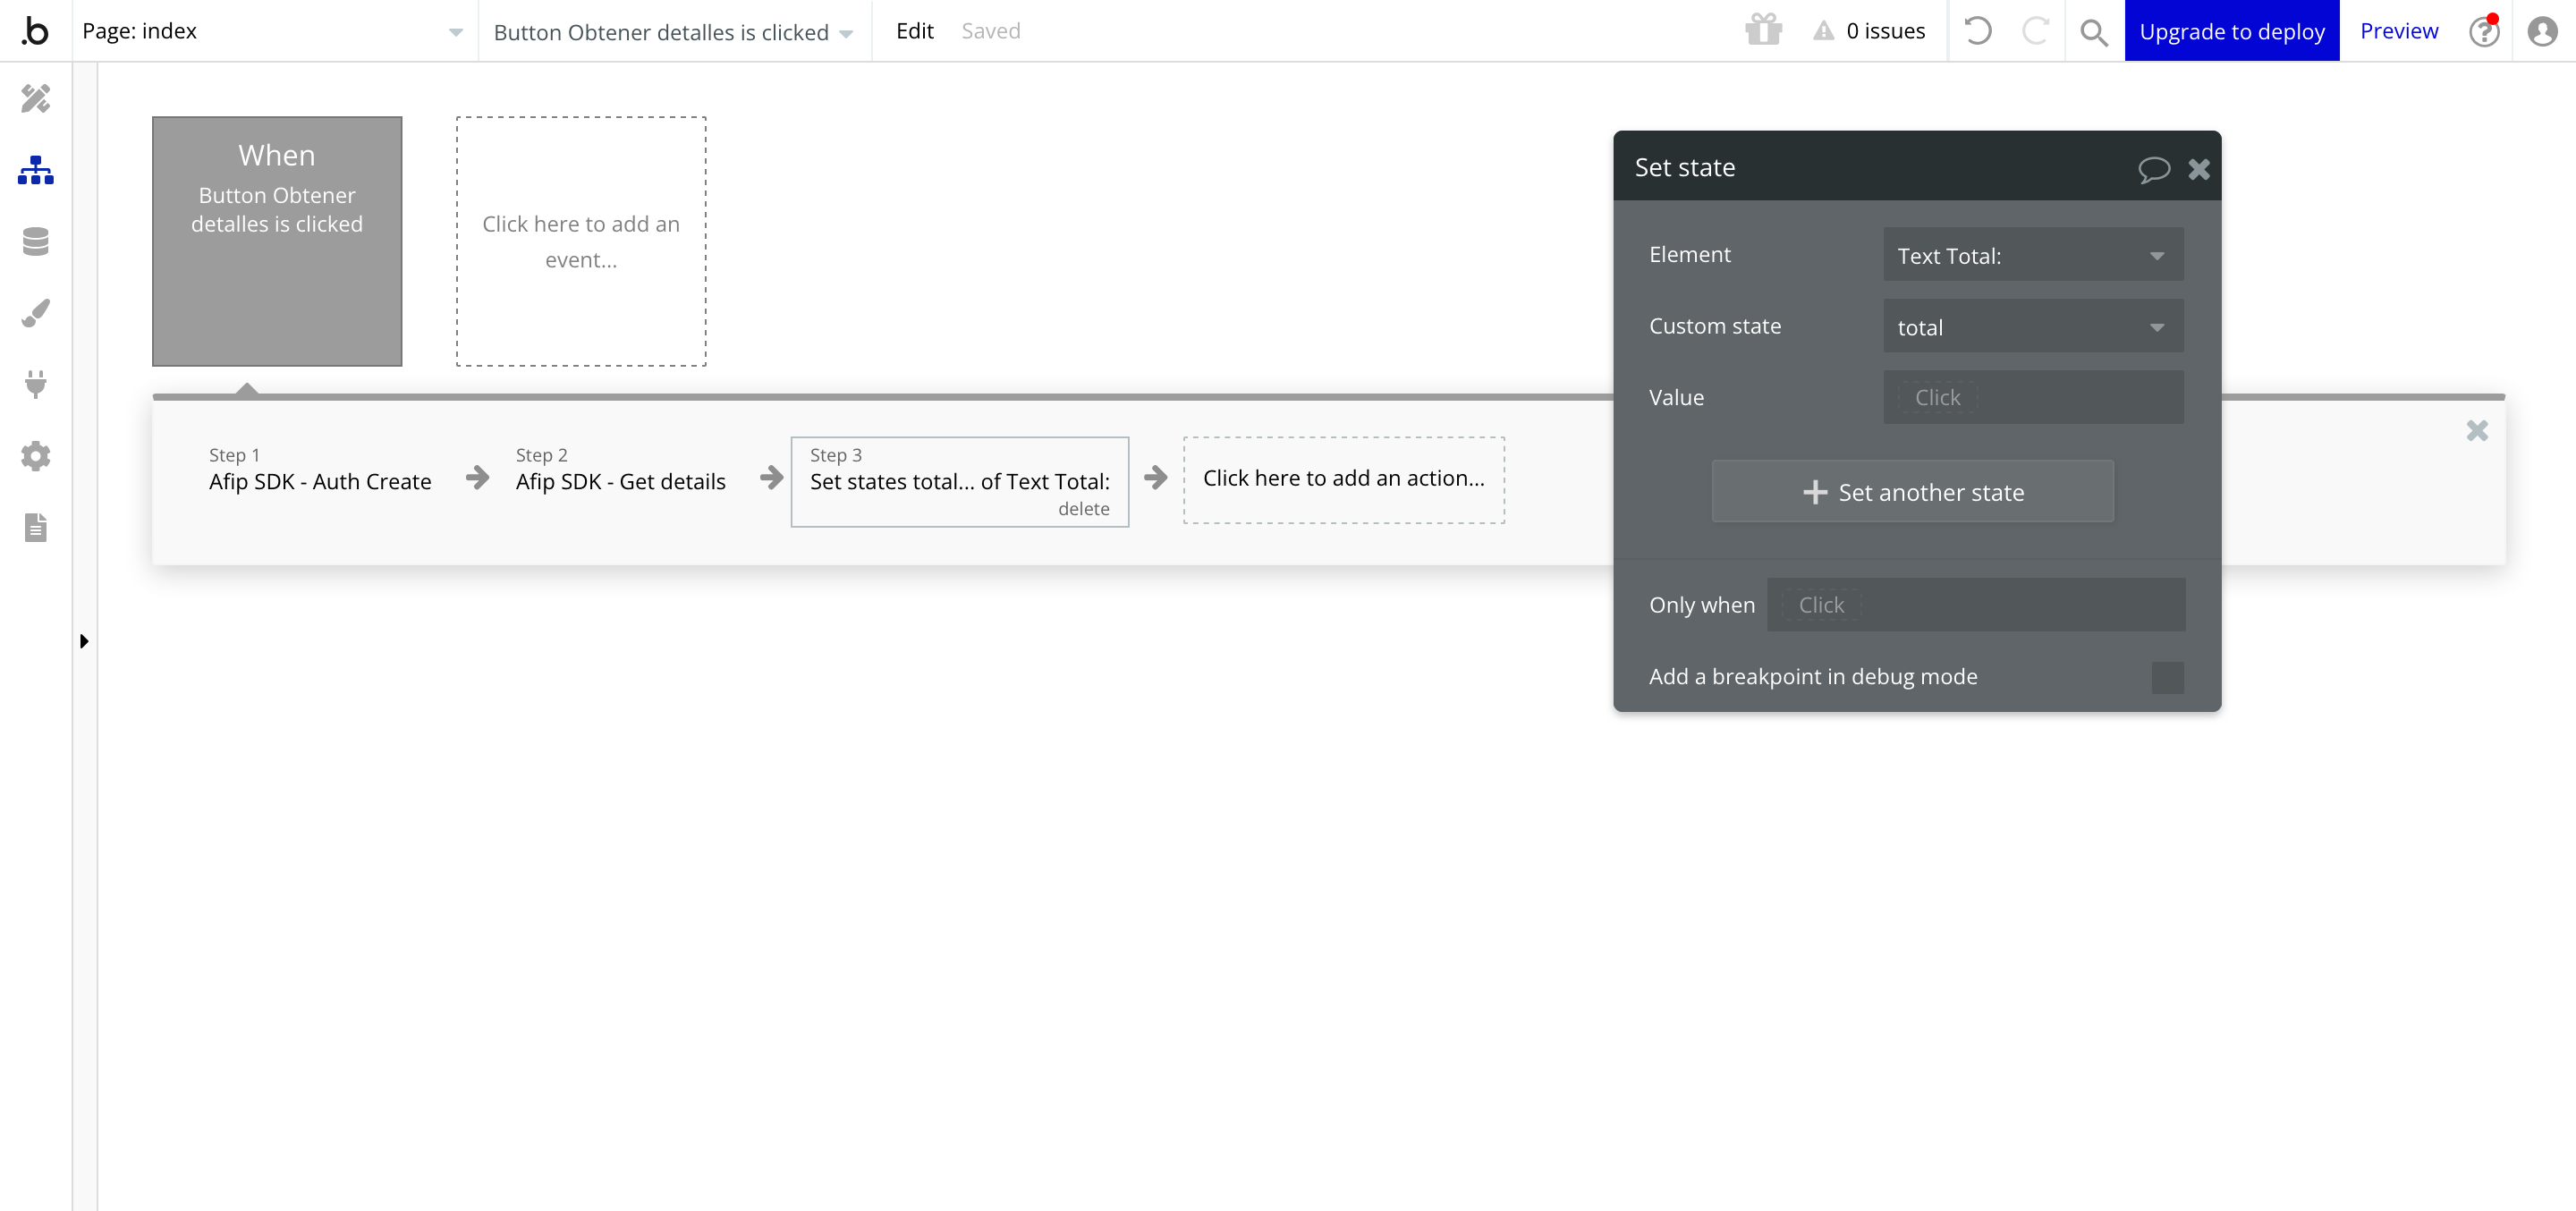 .b
Page: index
Button Obtener detalles is clicked
Edit
Saved
0 issues
Upgrade to deploy
Preview
When
Button Obtener
detalles is clicked
Click here to add an
event...
Set state
Element
Text Total:
Custom state
total
Value
Click
Set another state
Only when
Click
Add a breakpoint in debug mode
Step 1
Afip SDK - Auth Create
Step 2
Afip SDK - Get details
Step 3
Set states total... of Text Total:
delete
Click here to add an action...